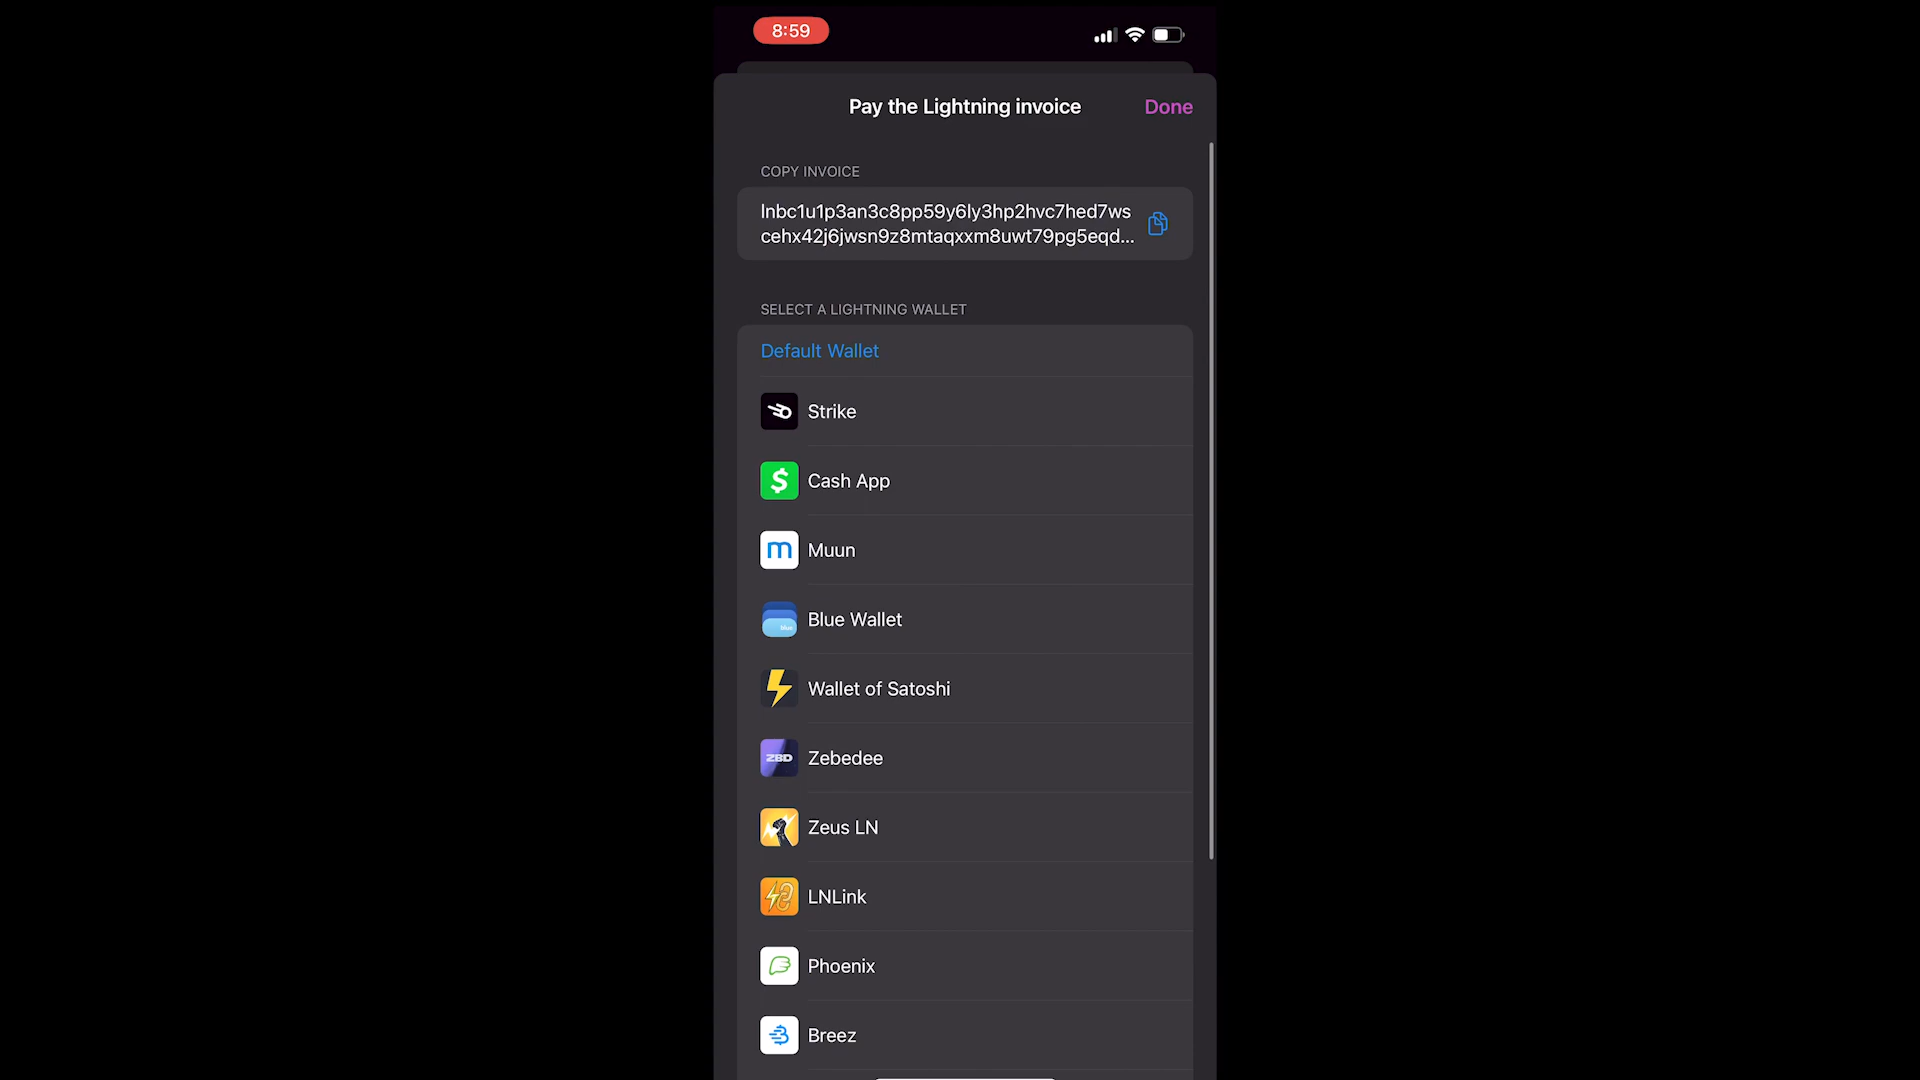 8:59
Pay the Lightning invoice
Done
COPY INVOICE
lnbc1u1p3an3c8pp59y6ly3hp2hvc7hed7ws
cehx42j6jwsn9z8mtaqxxm8uwt79pg5eqd...
SELECT A LIGHTNING WALLET
Default Wallet
Strike
$ Cash App
m Muun
blue Blue Wallet
Wallet of Satoshi
ZBD Zebedee
Zeus LN
LNLink
Phoenix
Breez